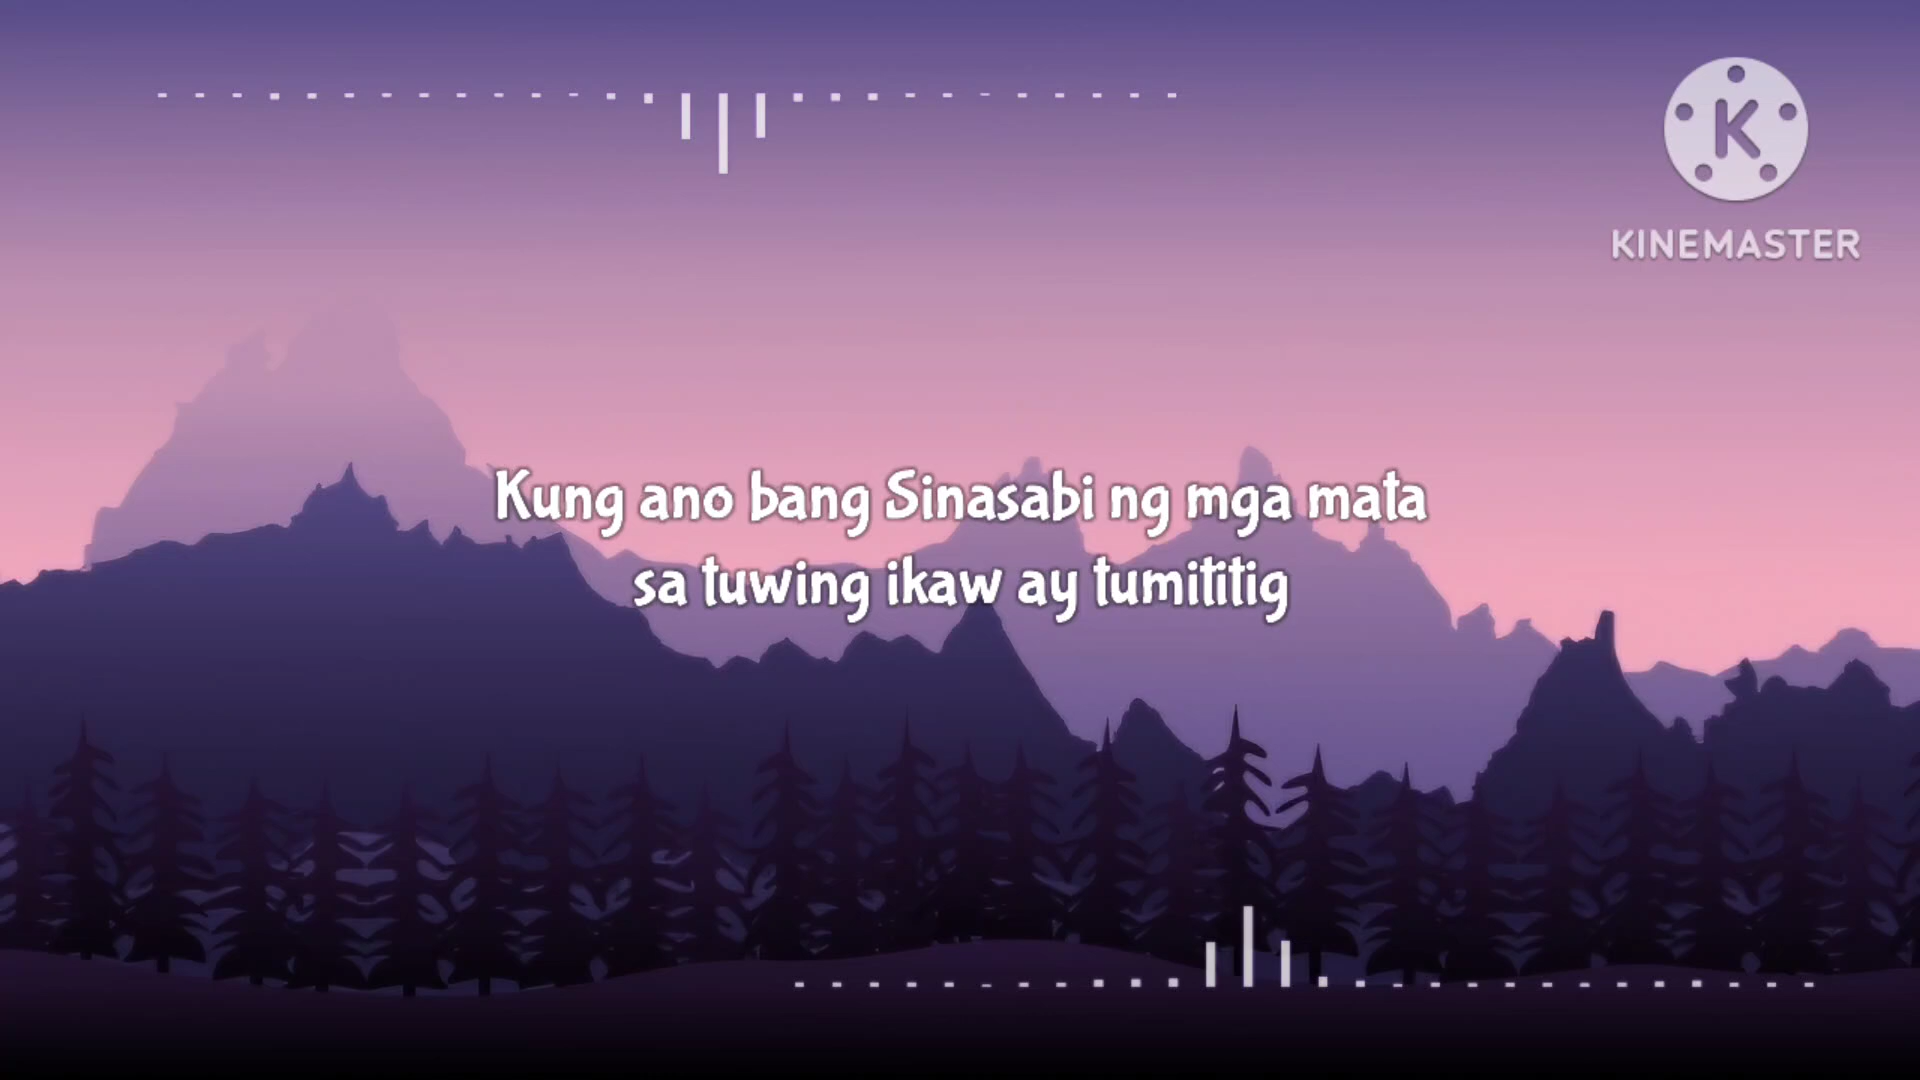 KINEMASTER
Kung ano bang Sinasabi ng mga mata
sa tuwing ikaw ay tumititig